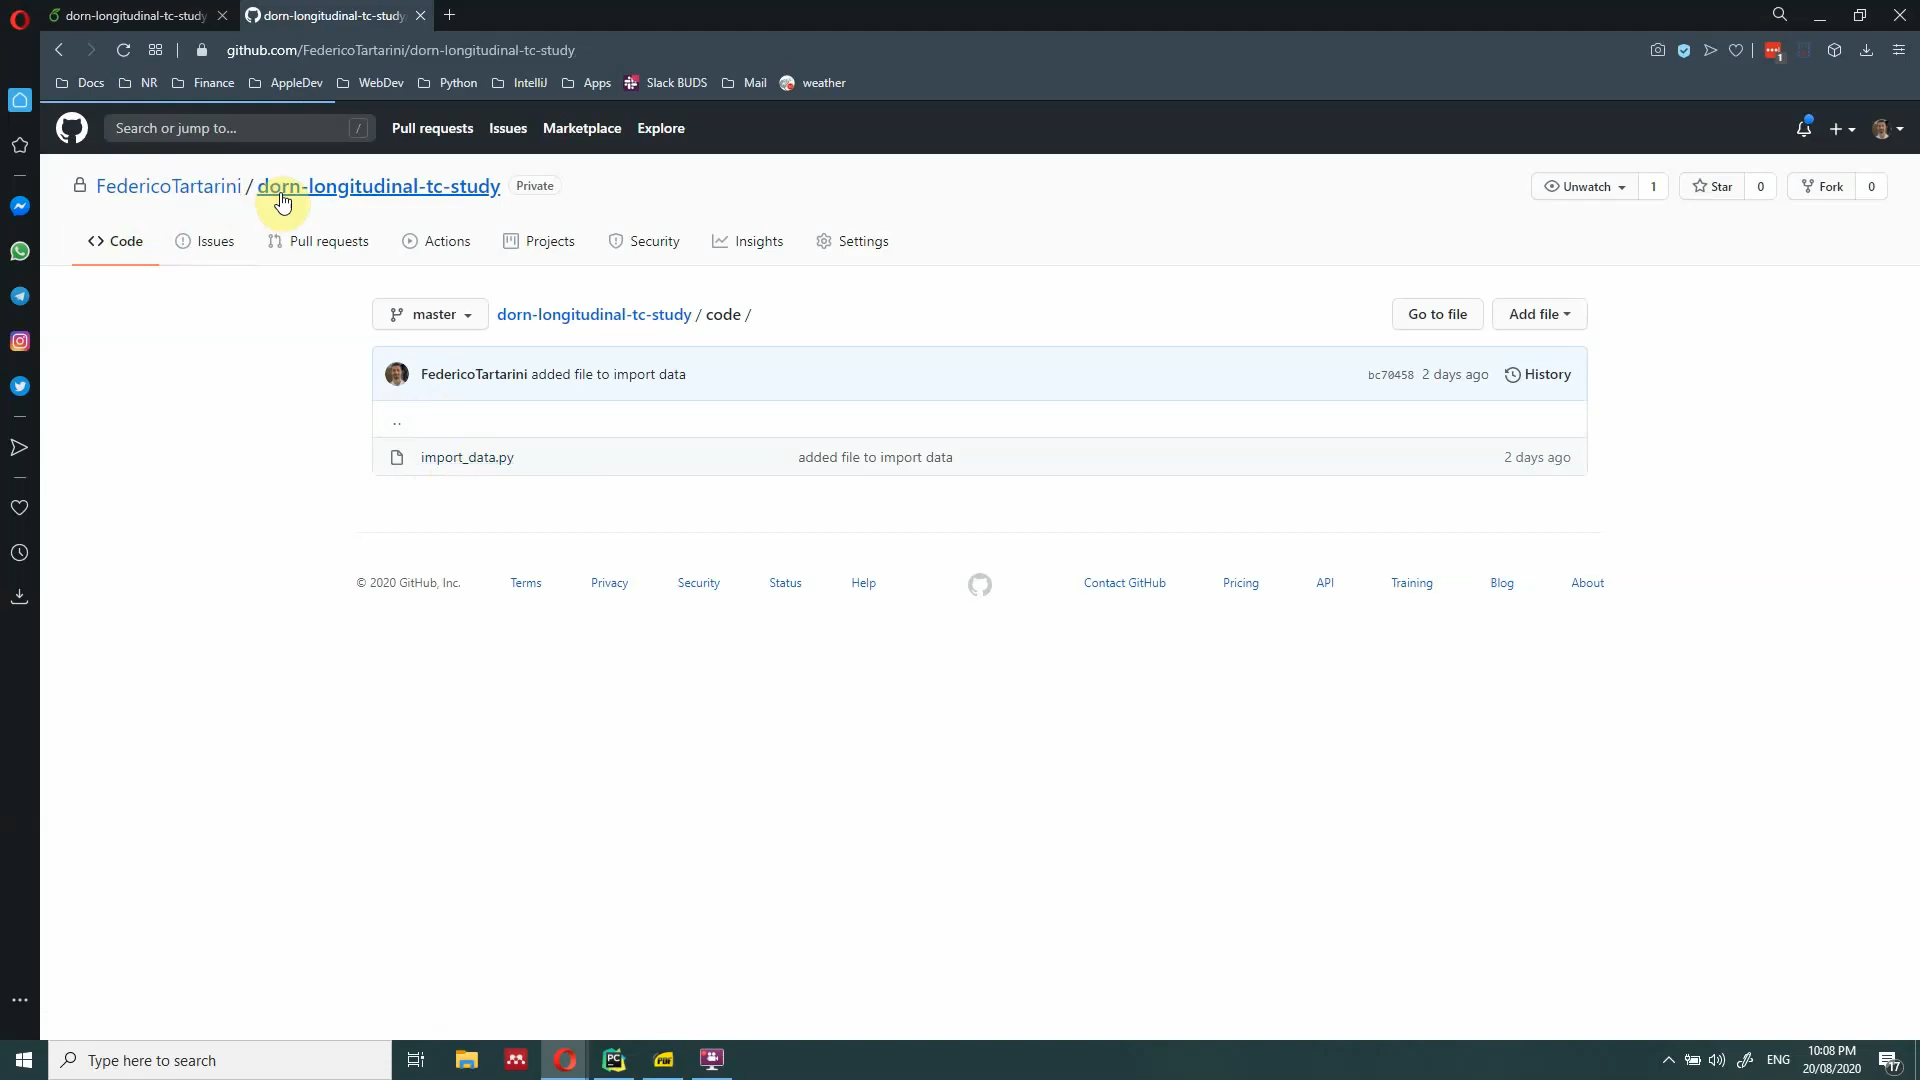 dorn-longitudinal-tc-study
dorn-longitudinal-tc-study
github.com/FedericoTartarini/dorn-longitudinal-tc-study
1
Docs NR Finance AppleDev WebDev Python IntelliJ Apps Slack BUDS Mail weather
Search or jump to... / Pull requests Issues Marketplace Explore
FedericoTartarini / dorn-longitudinal-tc-study Private
Unwatch 1 Star 0 Fork 0
Code Issues Pull requests Actions Projects Security Insights Settings
master dorn-longitudinal-tc-study / code / Go to file Add file
FedericoTartarini added file to import data bc70458 2 days ago History
..
import_data.py added file to import data 2 days ago
© 2020 GitHub, Inc. Terms Privacy Security Status Help Contact GitHub Pricing API Training Blog About
Type here to search
PC
PDF
ENG
10:08 PM
20/08/2020
17